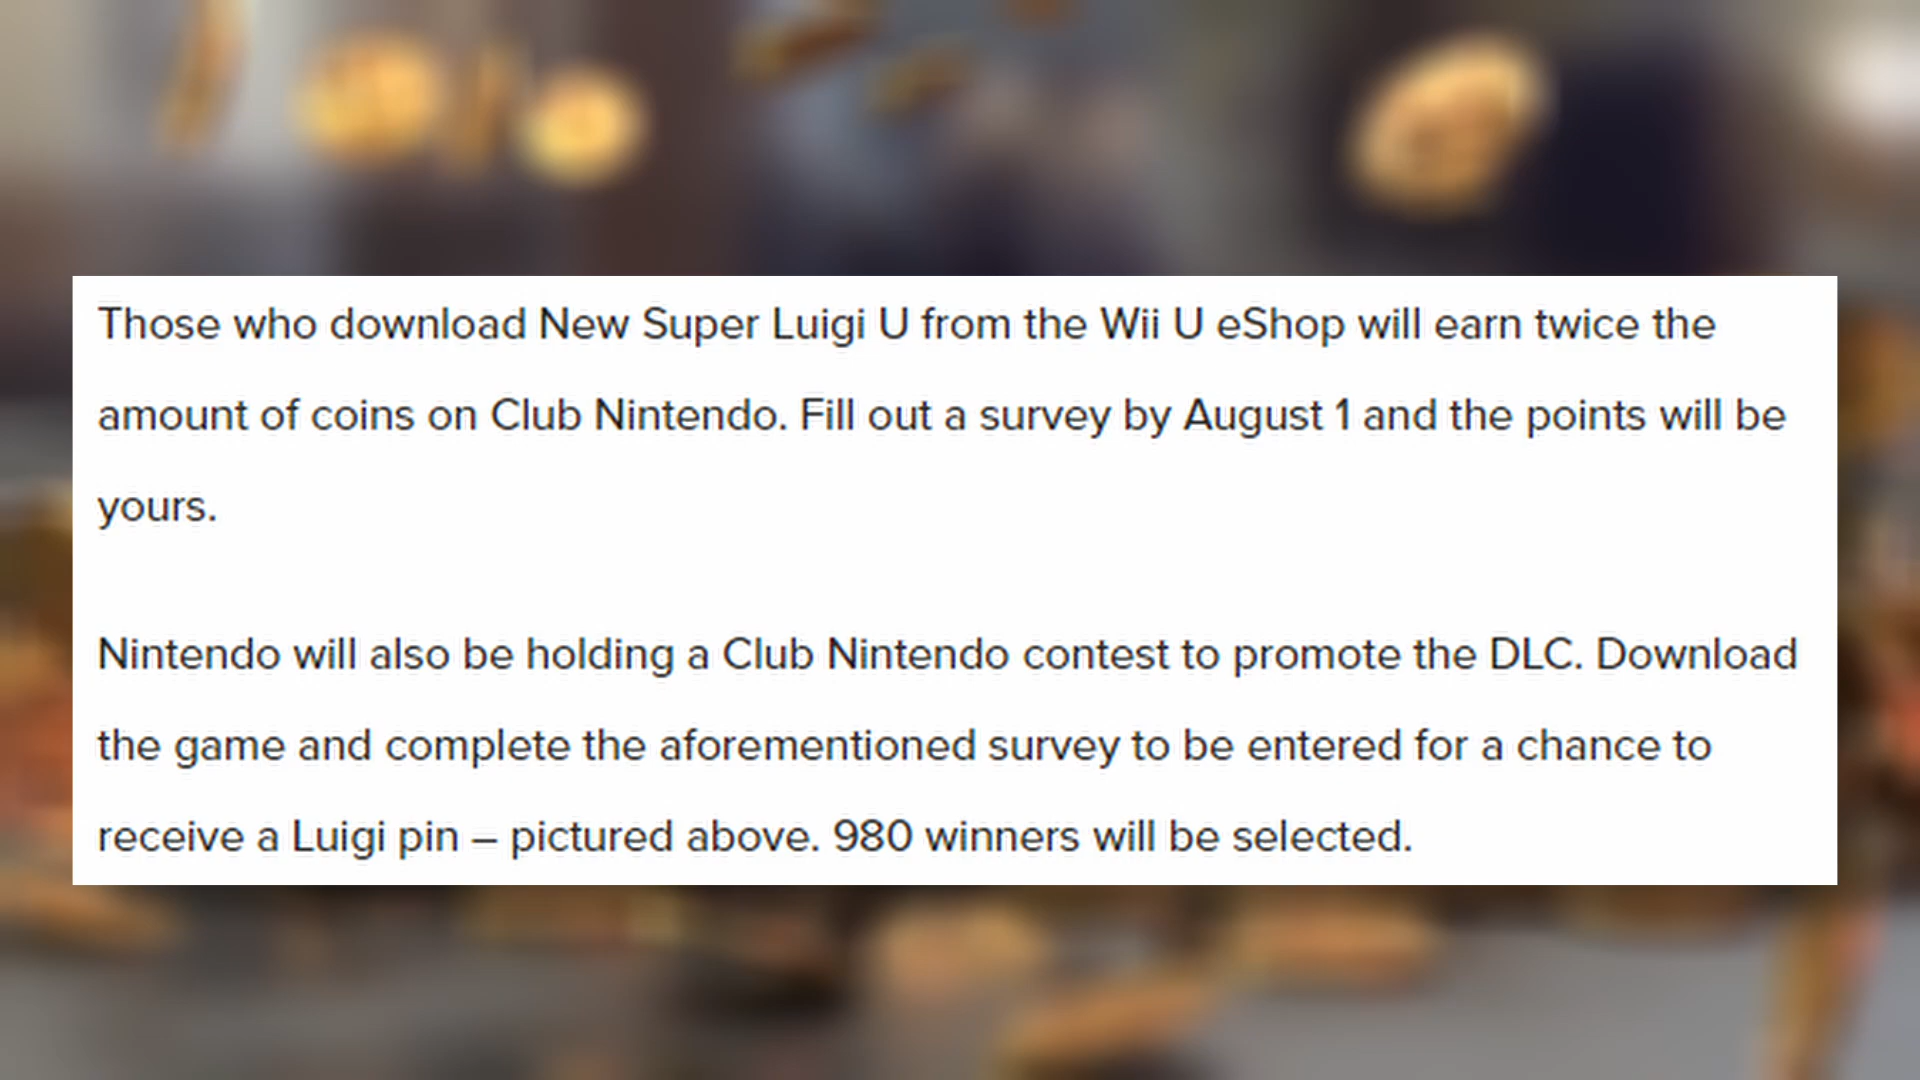 Those who download New Super Luigi U from the Wii U eShop will earn twice the
amount of coins on Club Nintendo. Fill out a survey by August 1 and the points will be
yours.
Nintendo will also be holding a Club Nintendo contest to promote the DLC. Download
the game and complete the aforementioned survey to be entered for a chance to
receive a Luigi pin – pictured above. 980 winners will be selected.